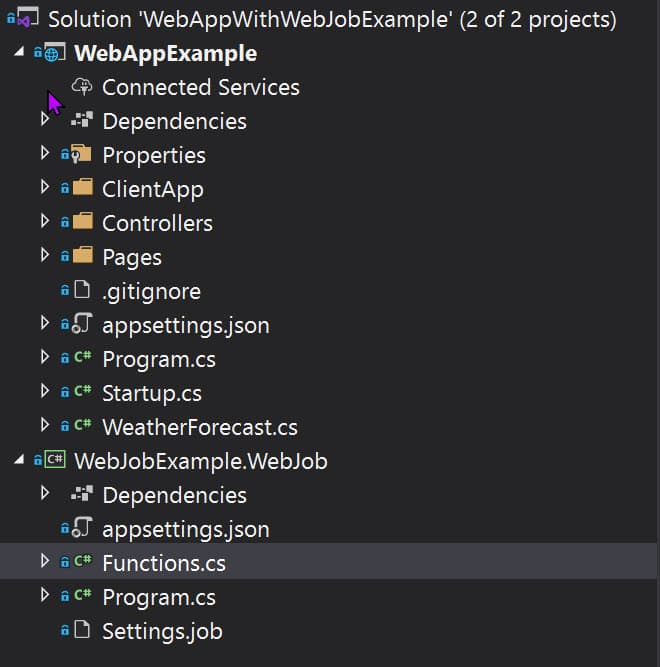 Solution 'WebAppWithWebJobExample' (2 of 2 projects)
WebAppExample
Connected Services
Dependencies
Properties
ClientApp
Controllers
Pages
.gitignore
appsettings.json
C# Program.cs
C# Startup.cs
C# WeatherForecast.cs
C# WebJobExample.WebJob
Dependencies
appsettings.json
C# Functions.cs
C# Program.cs
Settings.job